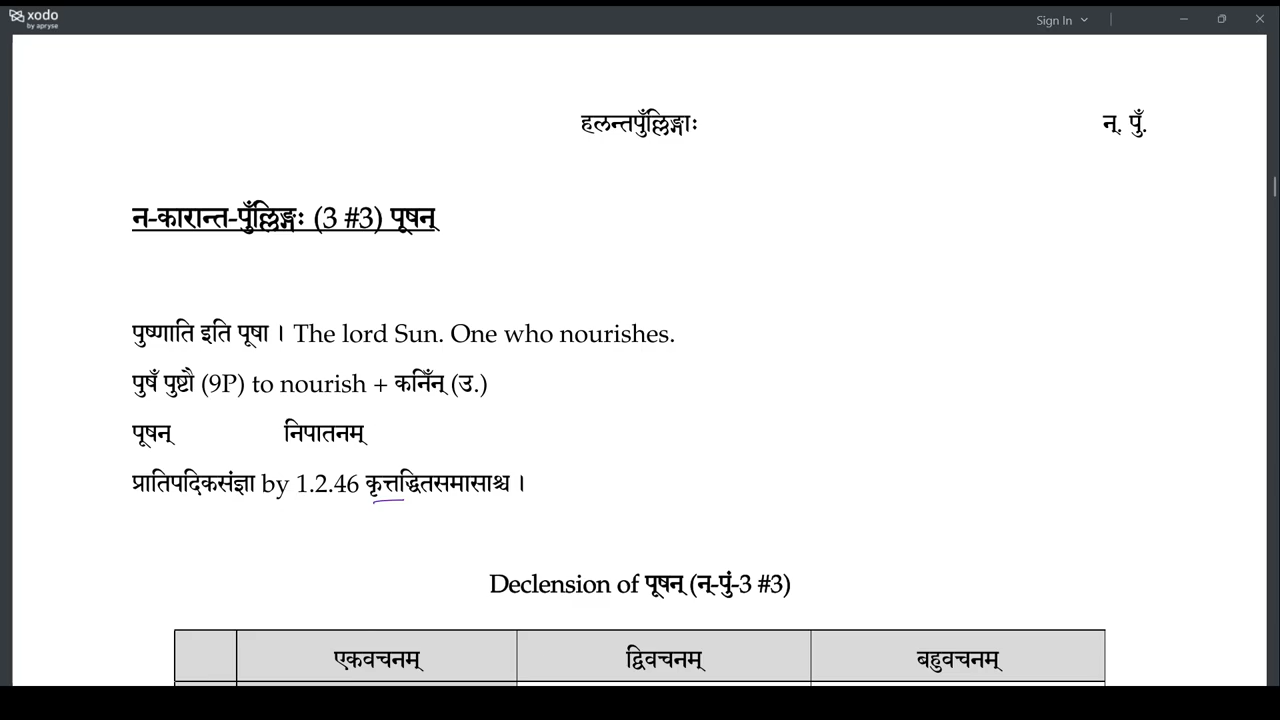 xodo
by apryse
Sign In
हलन्तपुँल्लिङ्गाः न्. पुँ.
न-कारान्त-पुँल्लिङ्गः (3 #3) पूषन्
पुष्णाति इति पूषा । The lord Sun. One who nourishes.
पुषँ पुष्टौ (9P) to nourish + कनिँन् (उ.)
पूषन् निपातनम्
प्रातिपदिकसंज्ञा by 1.2.46 कृत्तद्धितसमासाश्च ।
Declension of पूषन् (न्-पुं-3 #3)
एकवचनम् द्विवचनम् बहुवचनम्